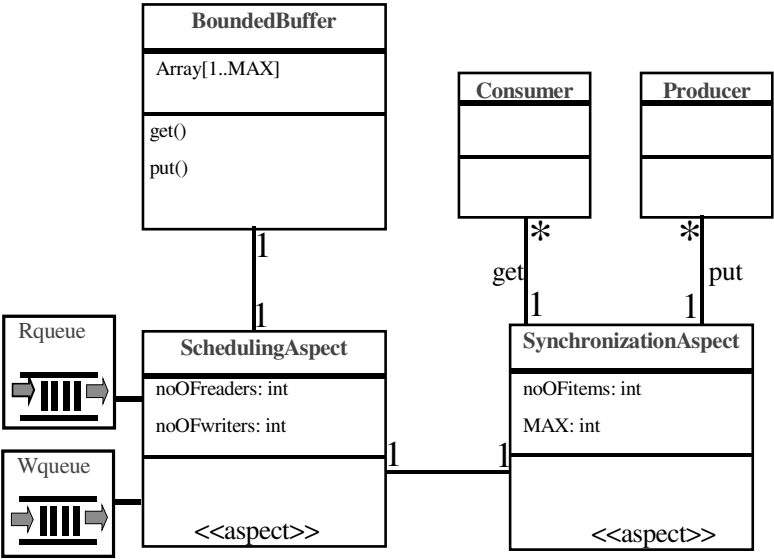 BoundedBuffer
Array[1..MAX]
get()
put()
Consumer
Producer
1
*
*
get
put
1
1
1
Rqueue
SchedulingAspect
noOFreaders: int
noOFwriters: int
SynchronizationAspect
noOFitems: int
MAX: int
1
1
Wqueue
<<aspect>>
<<aspect>>